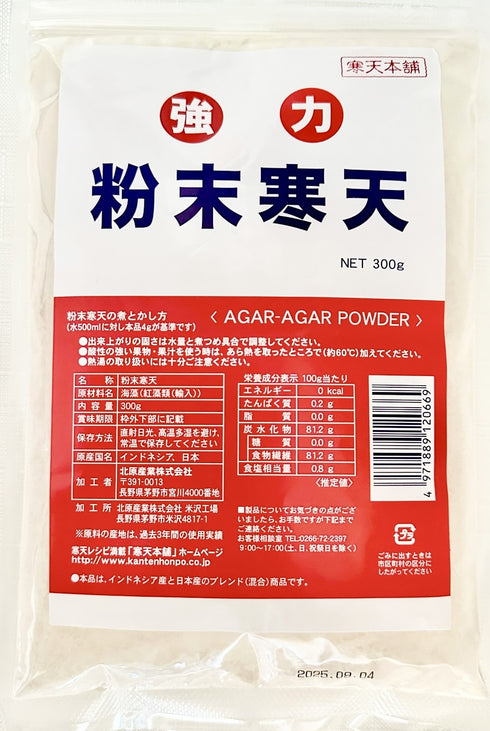 寒天本舗
強力
粉末寒天
NET 300g
粉末寒天の煮とかし方
(水500mlに対し本品4gが基準です)
〈 AGAR-AGAR POWDER 〉
●出来上がりの固さは水量と煮つめ具合で調整してください。
●酸性の強い果物・果汁を使う時は、あら熱を取ったところで(約60℃)加えてください。
●熱湯の取り扱いには十分ご注意ください。
名称 粉末寒天
原材料名 海藻(紅藻類(輸入))
内容量 300g
賞味期限 枠外下部に記載
保存方法 直射日光、高温多湿を避け、
常温で保存してください
原産国名 インドネシア、日本
加工者 北原産業株式会社
〒391-0013
長野県茅野市宮川4000番地
加工所 北原産業株式会社 米沢工場
長野県茅野市米沢4817-1
※原料の産地は、過去3年間の使用実績
寒天レシピ満載「寒天本舗」ホームページ
http://www.kantenhonpo.co.jp
●本品は、インドネシア産と日本産のブレンド(混合)商品です。
栄養成分表示 100g当たり
エネルギー 0 kcal
たんぱく質 0.2 g
脂質 0.0 g
炭水化物 81.2 g
糖質 0.0 g
食物繊維 81.2 g
食塩相当量 0.8 g
〈推定値〉
■製品についてお気づきの点がござ
いましたら、お手数ですが下記まで
ご連絡ください。
お客様相談室 TEL:0266-72-2397
9:00〜17:00(土、日、祝祭日を除く)
4 971889 120669
プラ
ごみに出すときは
市区町村の区分に
したがってください
2025.09.04